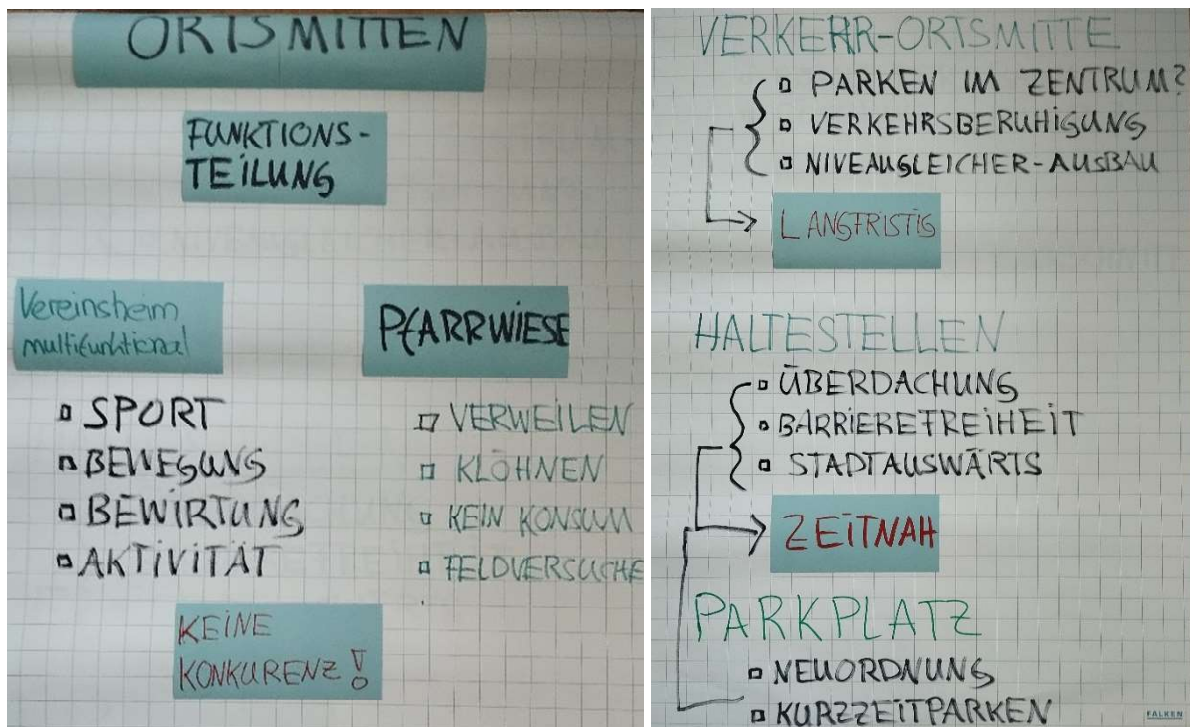 ORTSMITTEN
FUNKTIONS-
TEILUNG
Vereinsheim
multifunktional
SPORT
BEWEGUNG
BEWIRTUNG
AKTIVITÄT
PFARRWIESE
VERWEILEN
KLÖHNEN
KEIN KONSUM
FELDVERSUCHE
KEINE
KONKURENZ!
VERKEHR-ORTSMITTE
PARKEN IM ZENTRUM?
VERKEHRSBERUHIGUNG
NIVEAUGLEICHER-AUSBAU
LANGFRISTIG
HALTESTELLEN
ÜBERDACHUNG
BARRIEREFREIHEIT
STADTAUSWÄRTS
ZEITNAH
PARKPLATZ
NEUORDNUNG
KURZZEITPARKEN
FALKEN